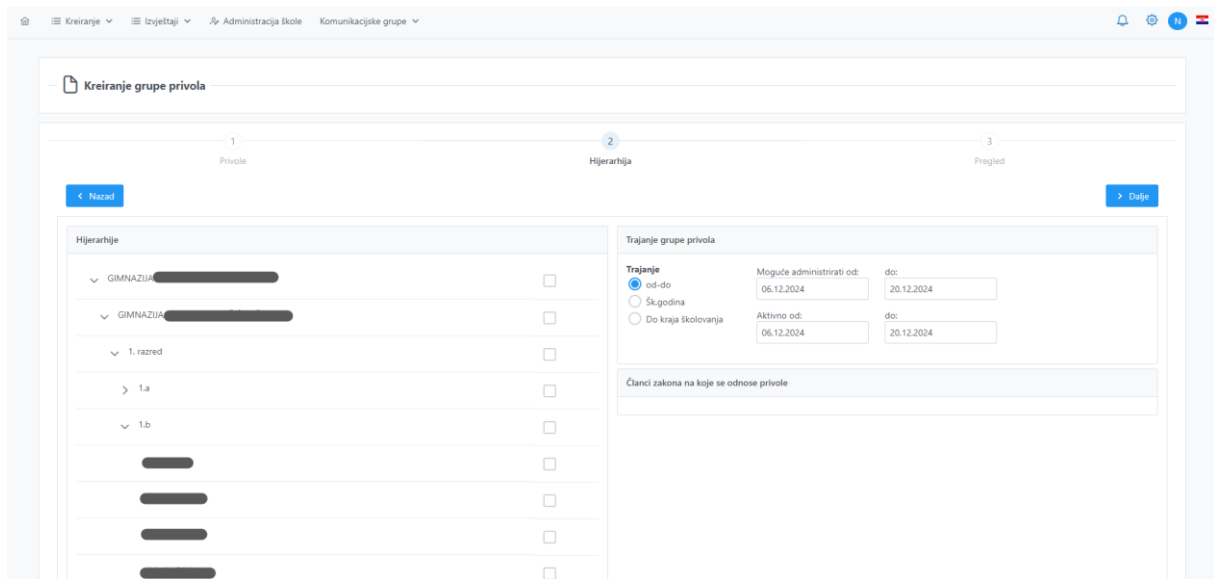 Kreiranje Izvještaji Administracija škole Komunikacijske grupe N
Kreiranje grupe privola
1 2 3
Privole Hijerarhija Pregled
Nazad Dalje
Hijerarhije
GIMNAZIJA
GIMNAZIJA
1. razred
1.a
1.b
Trajanje grupe privola
Trajanje Moguće administrirati od: do:
od-do 06.12.2024 20.12.2024
Šk.godina
Do kraja školovanja Aktivno od: do:
06.12.2024 20.12.2024
Članci zakona na koje se odnose privole